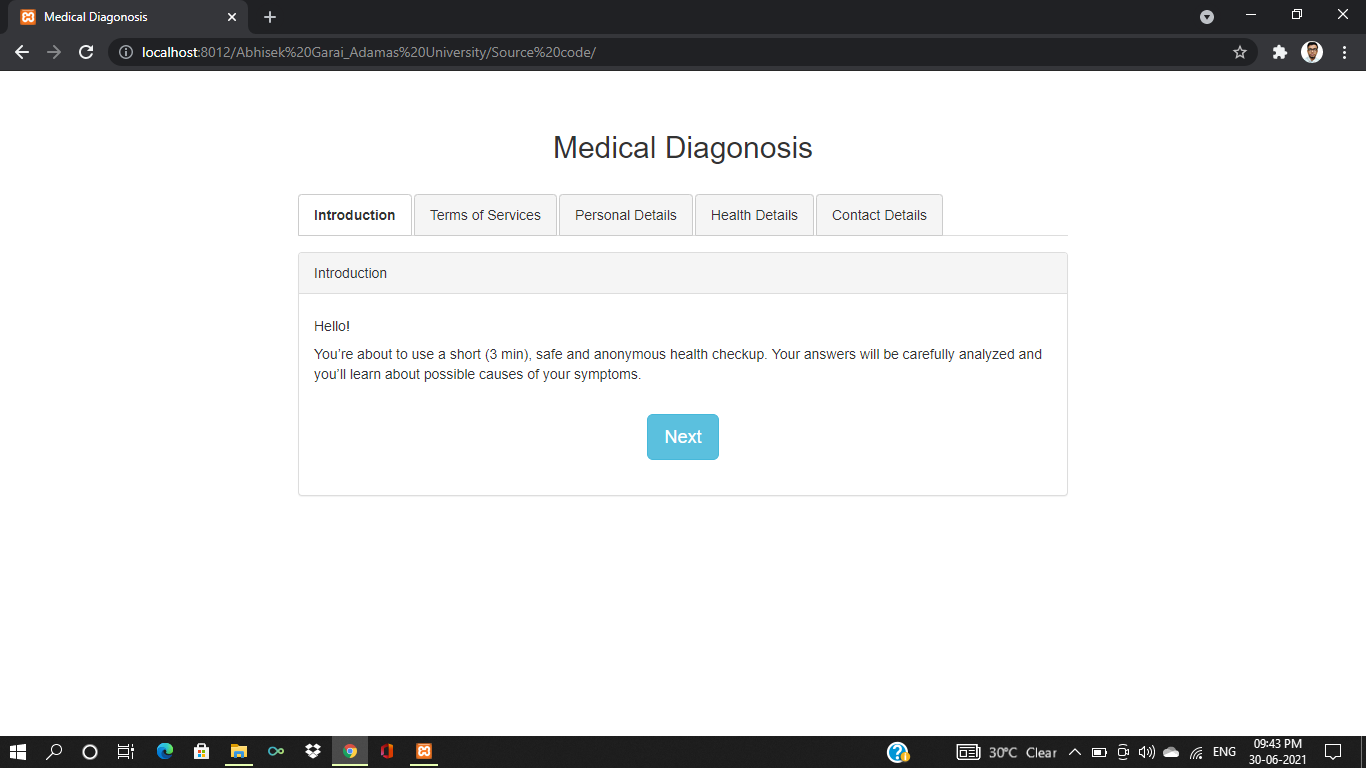 Medical Diagonosis
localhost:8012/Abhisek%20Garai_Adamas%20University/Source%20code/
Medical Diagonosis
Introduction
Terms of Services
Personal Details
Health Details
Contact Details
Introduction
Hello!
You’re about to use a short (3 min), safe and anonymous health checkup. Your answers will be carefully analyzed and
you’ll learn about possible causes of your symptoms.
Next
30°C Clear
ENG
09:43 PM
30-06-2021